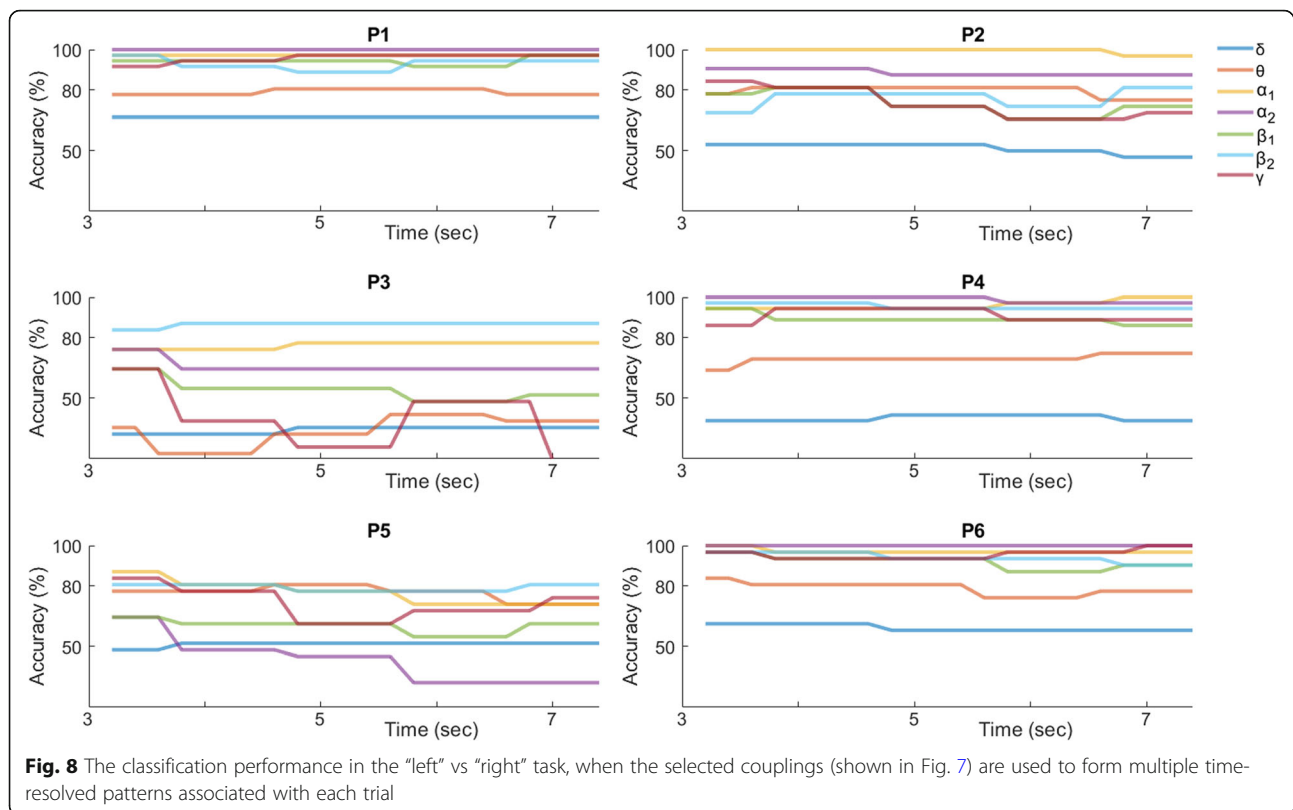 P1
P2
100
80
50
Accuracy (%)
3
5
7
Time (sec)
100
80
50
Accuracy (%)
3
5
7
Time (sec)
δ
θ
α1
α2
β1
β2
γ
P3
P4
100
80
50
Accuracy (%)
3
5
7
Time (sec)
100
80
50
Accuracy (%)
3
5
7
Time (sec)
P5
P6
100
80
50
Accuracy (%)
3
5
7
Time (sec)
100
80
50
Accuracy (%)
3
5
7
Time (sec)
Fig. 8 The classification performance in the “left” vs “right” task, when the selected couplings (shown in Fig. 7) are used to form multiple time-
resolved patterns associated with each trial